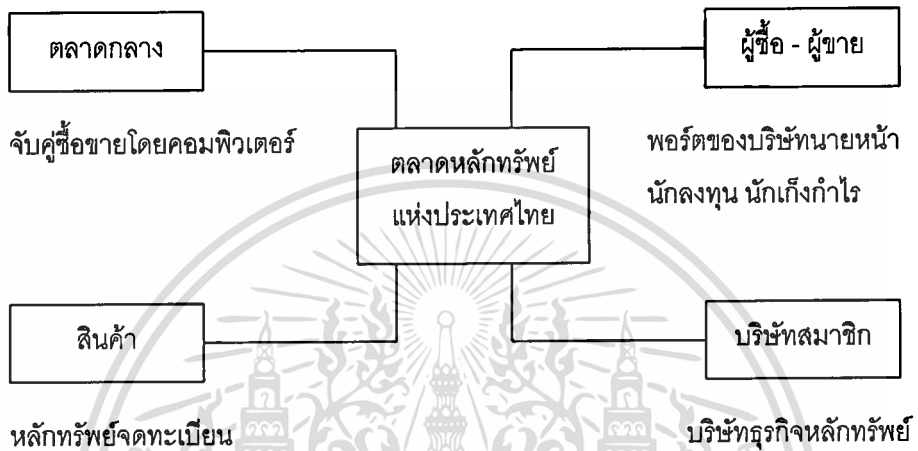 ตลาดกลาง
จับคู่ซื้อขายโดยคอมพิวเตอร์
ผู้ซื้อ - ผู้ขาย
พอร์ตของบริษัทนายหน้า
นักลงทุน นักเก็งกำไร
ตลาดหลักทรัพย์
แห่งประเทศไทย
สินค้า
หลักทรัพย์จดทะเบียน
บริษัทสมาชิก
บริษัทธุรกิจหลักทรัพย์